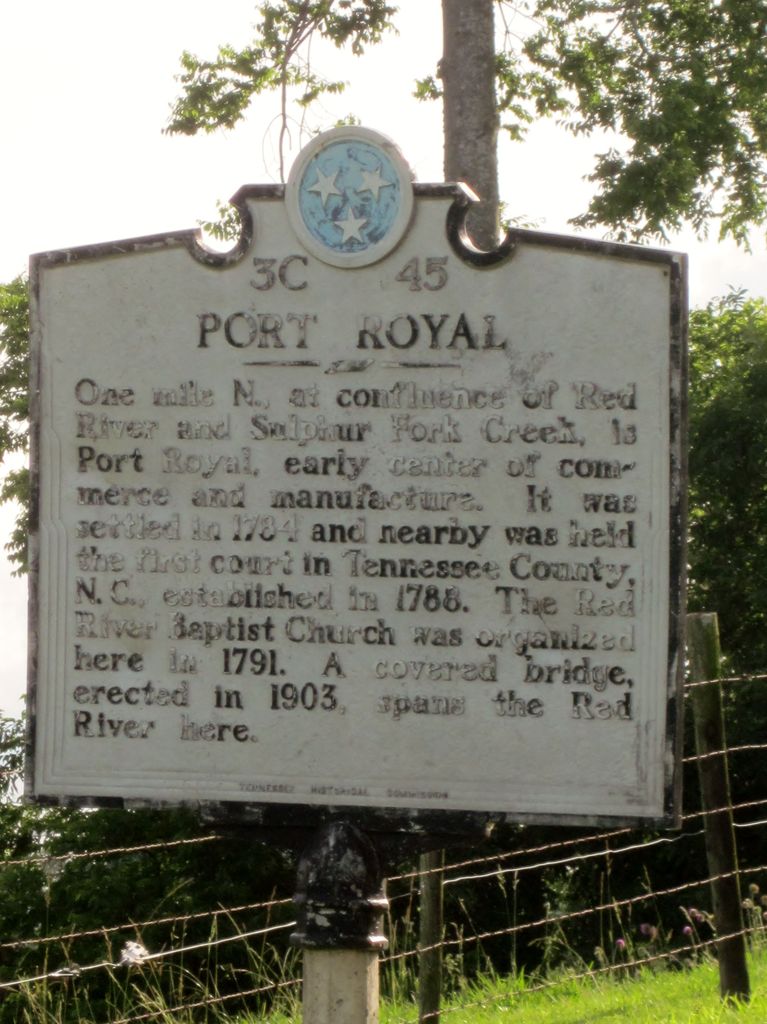 3C 45
PORT ROYAL
One mile N., at confluence of Red
River and Sulphur Fork Creek, is
Port Royal, early center of com-
merce and manufacture. It was
settled in 1784 and nearby was held
the first court in Tennessee County,
N.C., established in 1788. The Red
River Baptist Church was organized
here in 1791. A covered bridge,
erected in 1903, spans the Red
River here.
TENNESSEE HISTORICAL COMMISSION